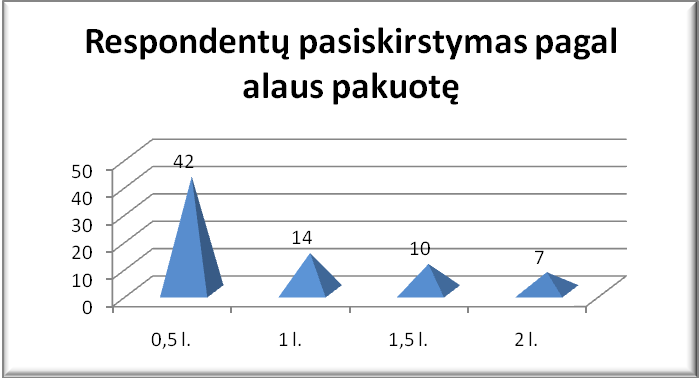 Respondentų pasiskirstymas pagal
alaus pakuotę
50
40
30
20
10
0
42
14
10
7
0,5 l.
1 l.
1,5 l.
2 l.